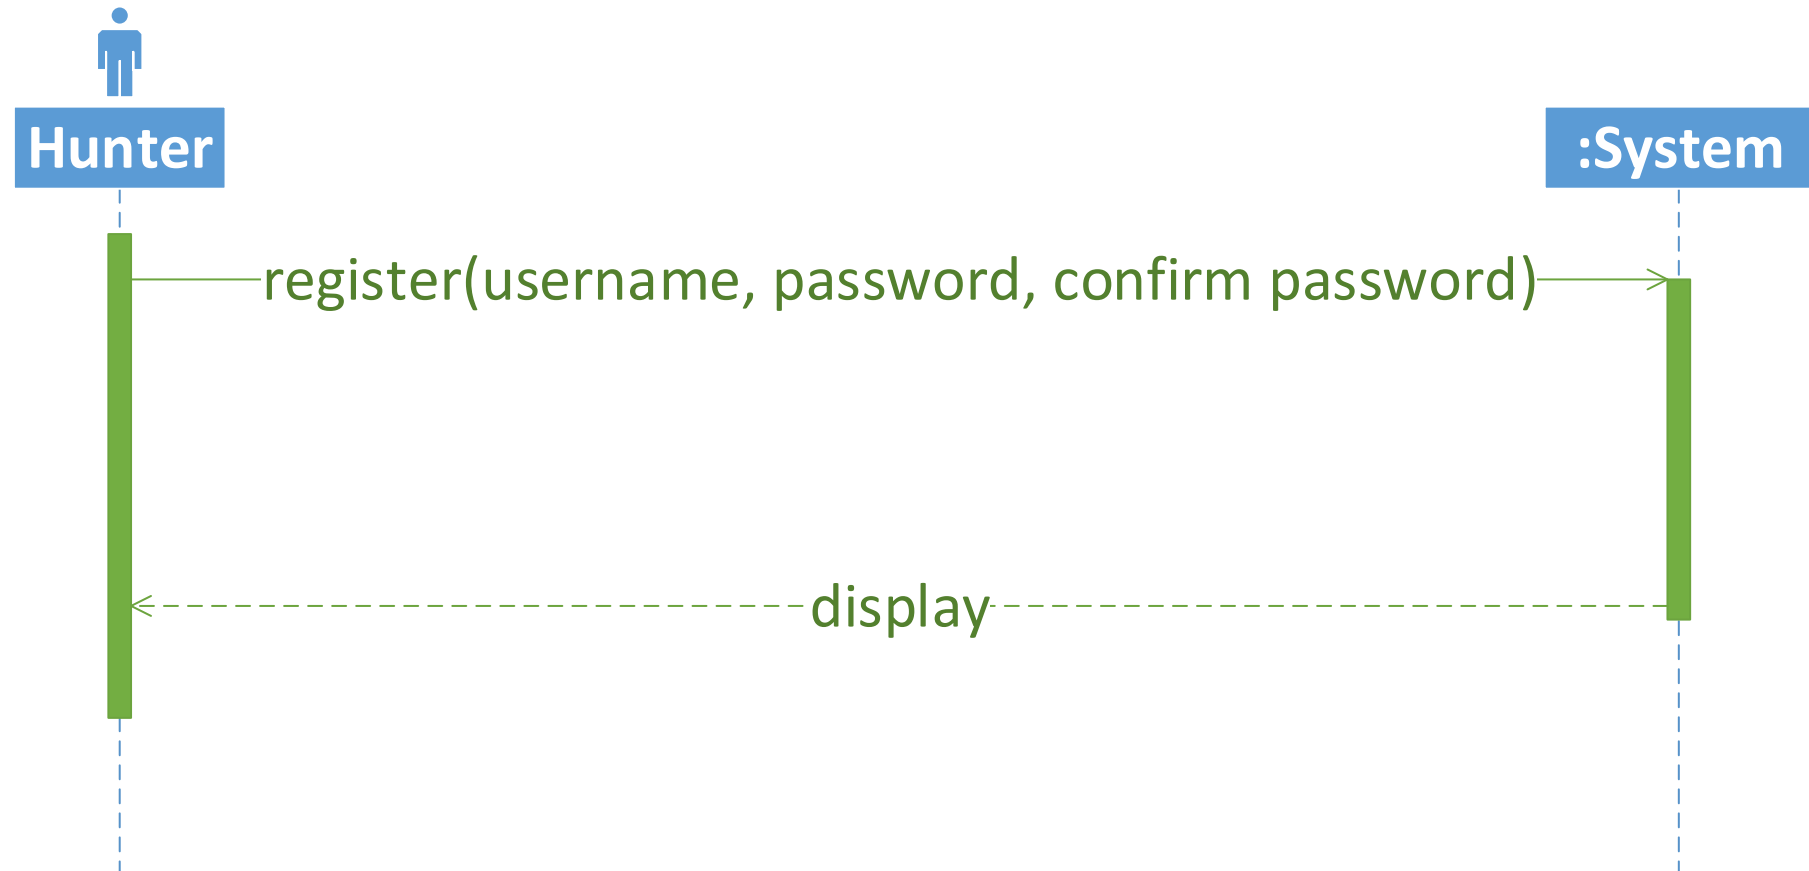 Hunter
:System
register(username, password, confirm password)
display